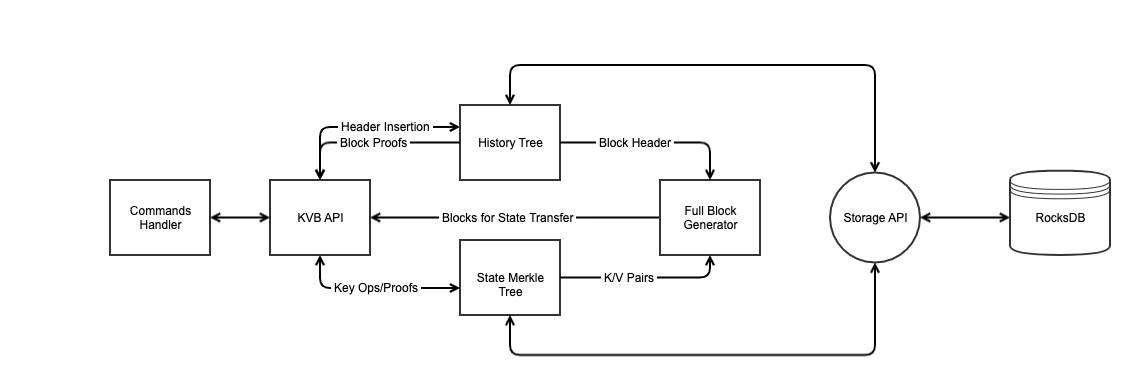 Header Insertion
Block Proofs
History Tree
Block Header
Commands
Handler
KVB API
Blocks for State Transfer
Full Block
Generator
Storage API
RocksDB
Key Ops/Proofs
State Merkle
Tree
K/V Pairs